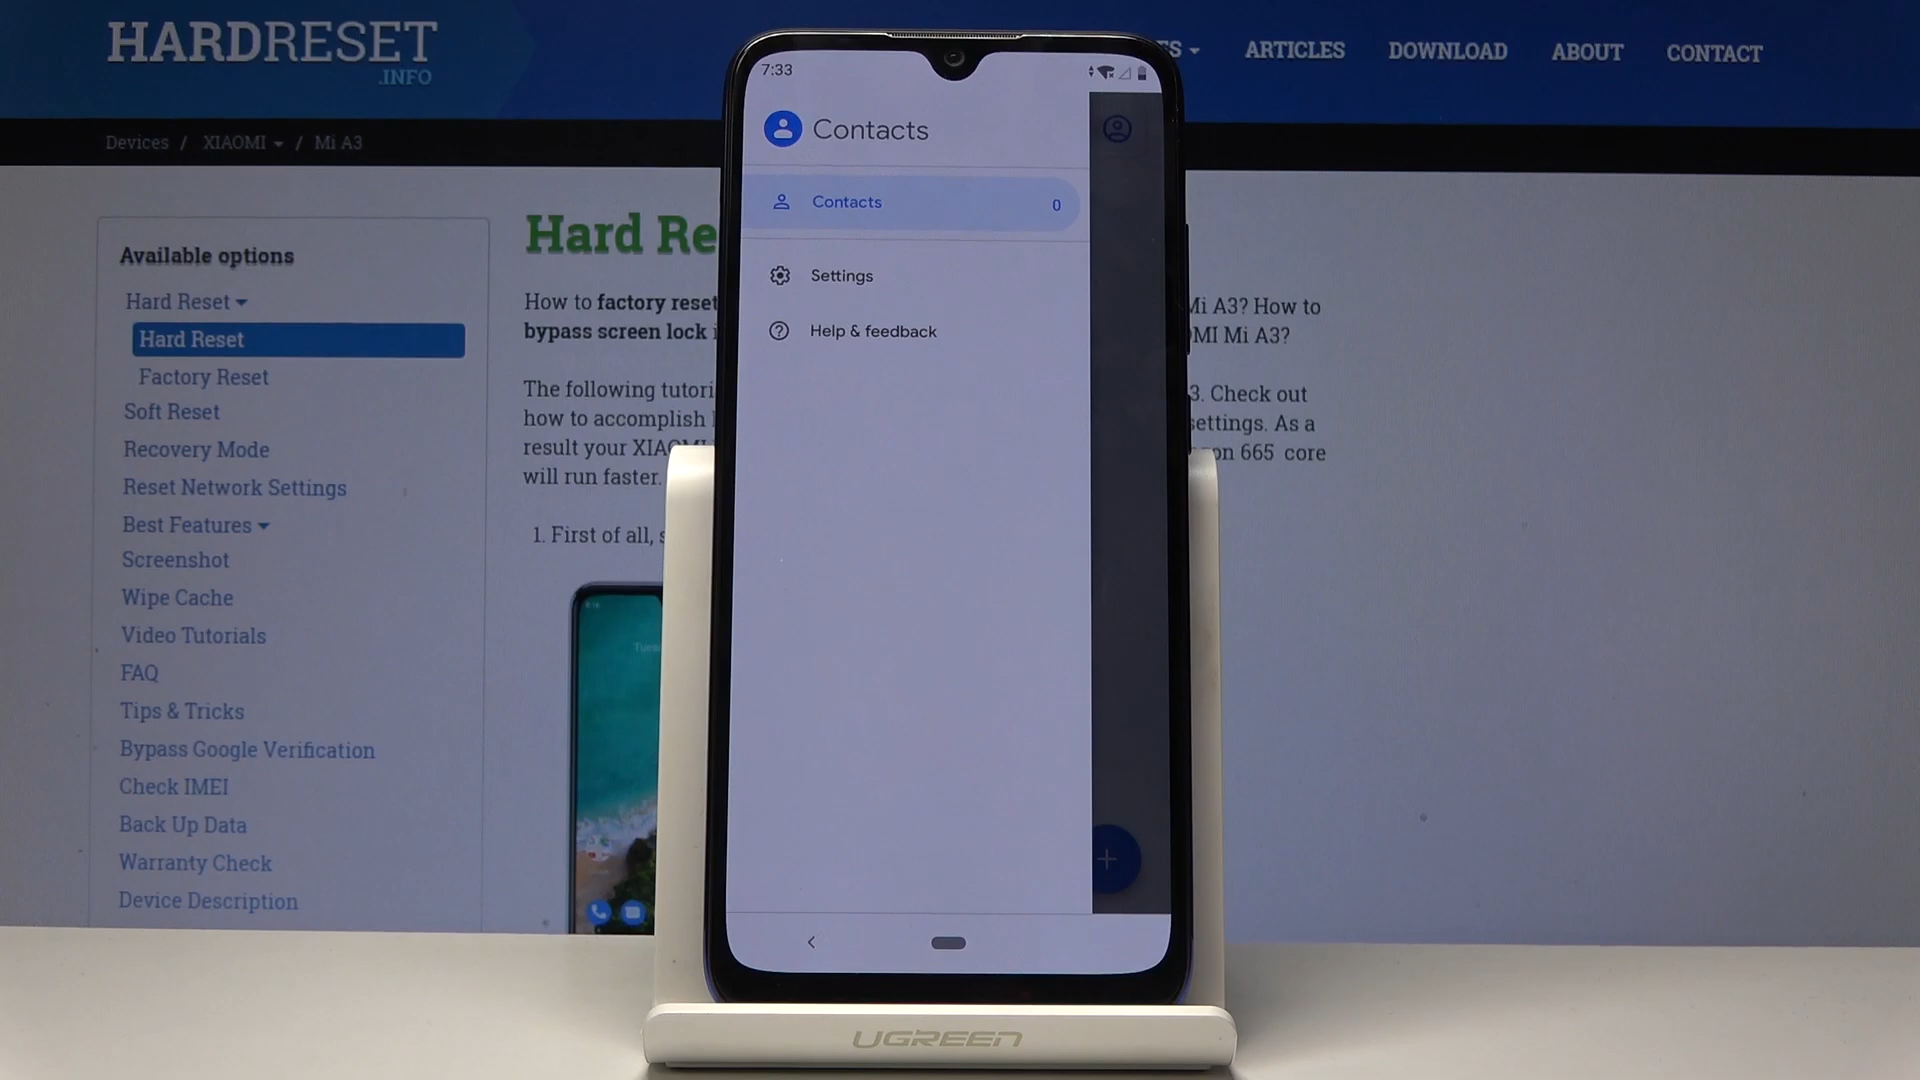 HARDRESET
.INFO
ARTICLES
DOWNLOAD
ABOUT
CONTACT
Devices / XIAOMI / Mi A3
Available options
Hard Reset
Hard Reset
Factory Reset
Soft Reset
Recovery Mode
Reset Network Settings
Best Features
Screenshot
Wipe Cache
Video Tutorials
FAQ
Tips & Tricks
Bypass Google Verification
Check IMEI
Back Up Data
Warranty Check
Device Description
Hard Re
How to factory reset
bypass screen lock
Mi A3? How to
OMI Mi A3?
The following tutori
how to accomplish
result your XIAOMI
will run faster.
3. Check out
settings. As a
on 665 core
1. First of all, s
7:33
Contacts
Contacts 0
Settings
Help & feedback
UGREEN